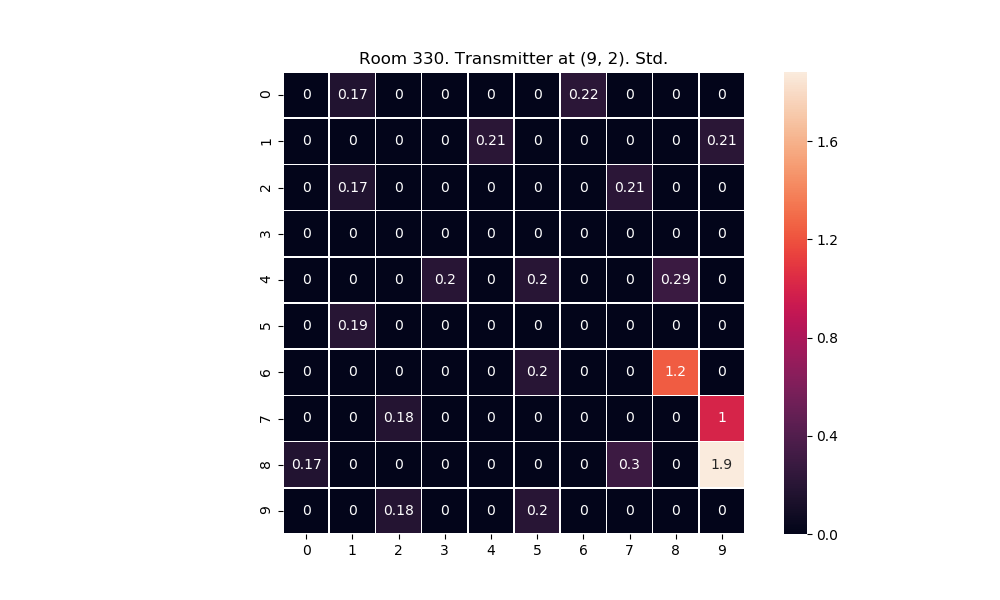 Room 330. Transmitter at (9, 2). Std.
0 0 0.17 0 0 0 0 0.22 0 0 0
1 0 0 0 0 0.21 0 0 0 0 0.21
2 0 0.17 0 0 0 0 0 0.21 0 0
3 0 0 0 0 0 0 0 0 0 0
4 0 0 0 0.2 0 0.2 0 0 0.29 0
5 0 0.19 0 0 0 0 0 0 0 0
6 0 0 0 0 0 0.2 0 0 1.2 0
7 0 0 0.18 0 0 0 0 0 0 1
8 0.17 0 0 0 0 0 0 0.3 0 1.9
9 0 0 0.18 0 0 0.2 0 0 0 0
0 1 2 3 4 5 6 7 8 9
1.6
1.2
0.8
0.4
0.0